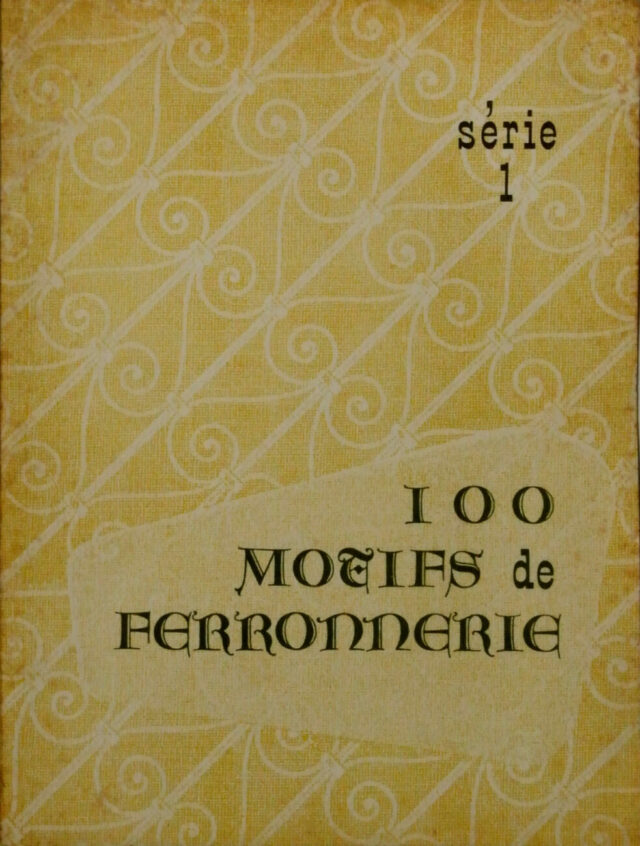 série
1
100
MOTIFS de
FERRONNERIE